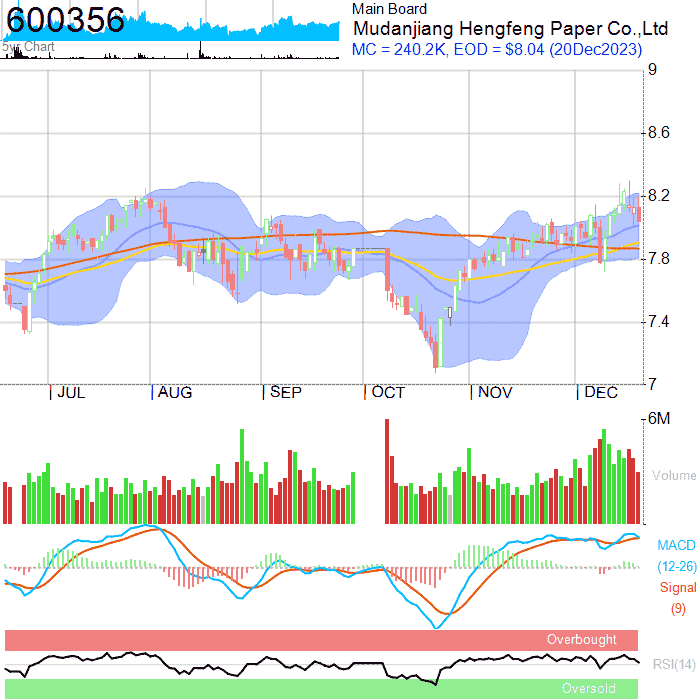 600356
5yr Chart
Main Board
Mudanjiang Hengfeng Paper Co.,Ltd
MC = 240.2K, EOD = $8.04 (20Dec2023)
9
8.6
8.2
7.8
7.4
7
JUL AUG SEP OCT NOV DEC
6M
Volume
MACD
(12-26)
Signal
(9)
Overbought
RSI(14)
Oversold